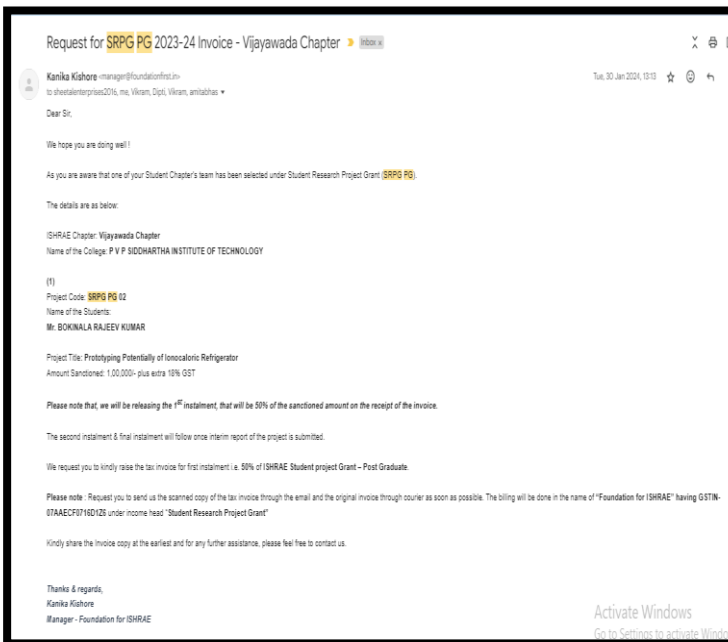 Request for SRPG PG 2023-24 Invoice - Vijayawada Chapter Inbox x
Kanika Kishore <manager@foundationfirst.in>
Tue, 30 Jan 2024, 13:13
to sheetalenterprises2016, me, Vikram, Dipti, Vikram, amitabhas
Dear Sir,
We hope you are doing well !
As you are aware that one of your Student Chapter's team has been selected under Student Research Project Grant (SRPG PG).
The details are as below:
ISHRAE Chapter: Vijayawada Chapter
Name of the College: P V P SIDDHARTHA INSTITUTE OF TECHNOLOGY
(1)
Project Code: SRPG PG 02
Name of the Students:
Mr. BOKINALA RAJEEV KUMAR
Project Title: Prototyping Potentially of Ionocaloric Refrigerator
Amount Sanctioned: 1,00,000/- plus extra 18% GST
Please note that, we will be releasing the 1ST instalment, that will be 50% of the sanctioned amount on the receipt of the invoice.
The second instalment & final instalment will follow once interim report of the project is submitted.
We request you to kindly raise the tax invoice for first instalment i.e. 50% of ISHRAE Student project Grant – Post Graduate.
Please note : Request you to send us the scanned copy of the tax invoice through the email and the original invoice through courier as soon as possible. The billing will be done in the name of "Foundation for ISHRAE" having GSTIN-
07AAECF0716D1Z6 under income head "Student Research Project Grant"
Kindly share the Invoice copy at the earliest and for any further assistance, please feel free to contact us.
Thanks & regards,
Kanika Kishore
Manager - Foundation for ISHRAE
Activate Windows
Go to Settings to activate Windo